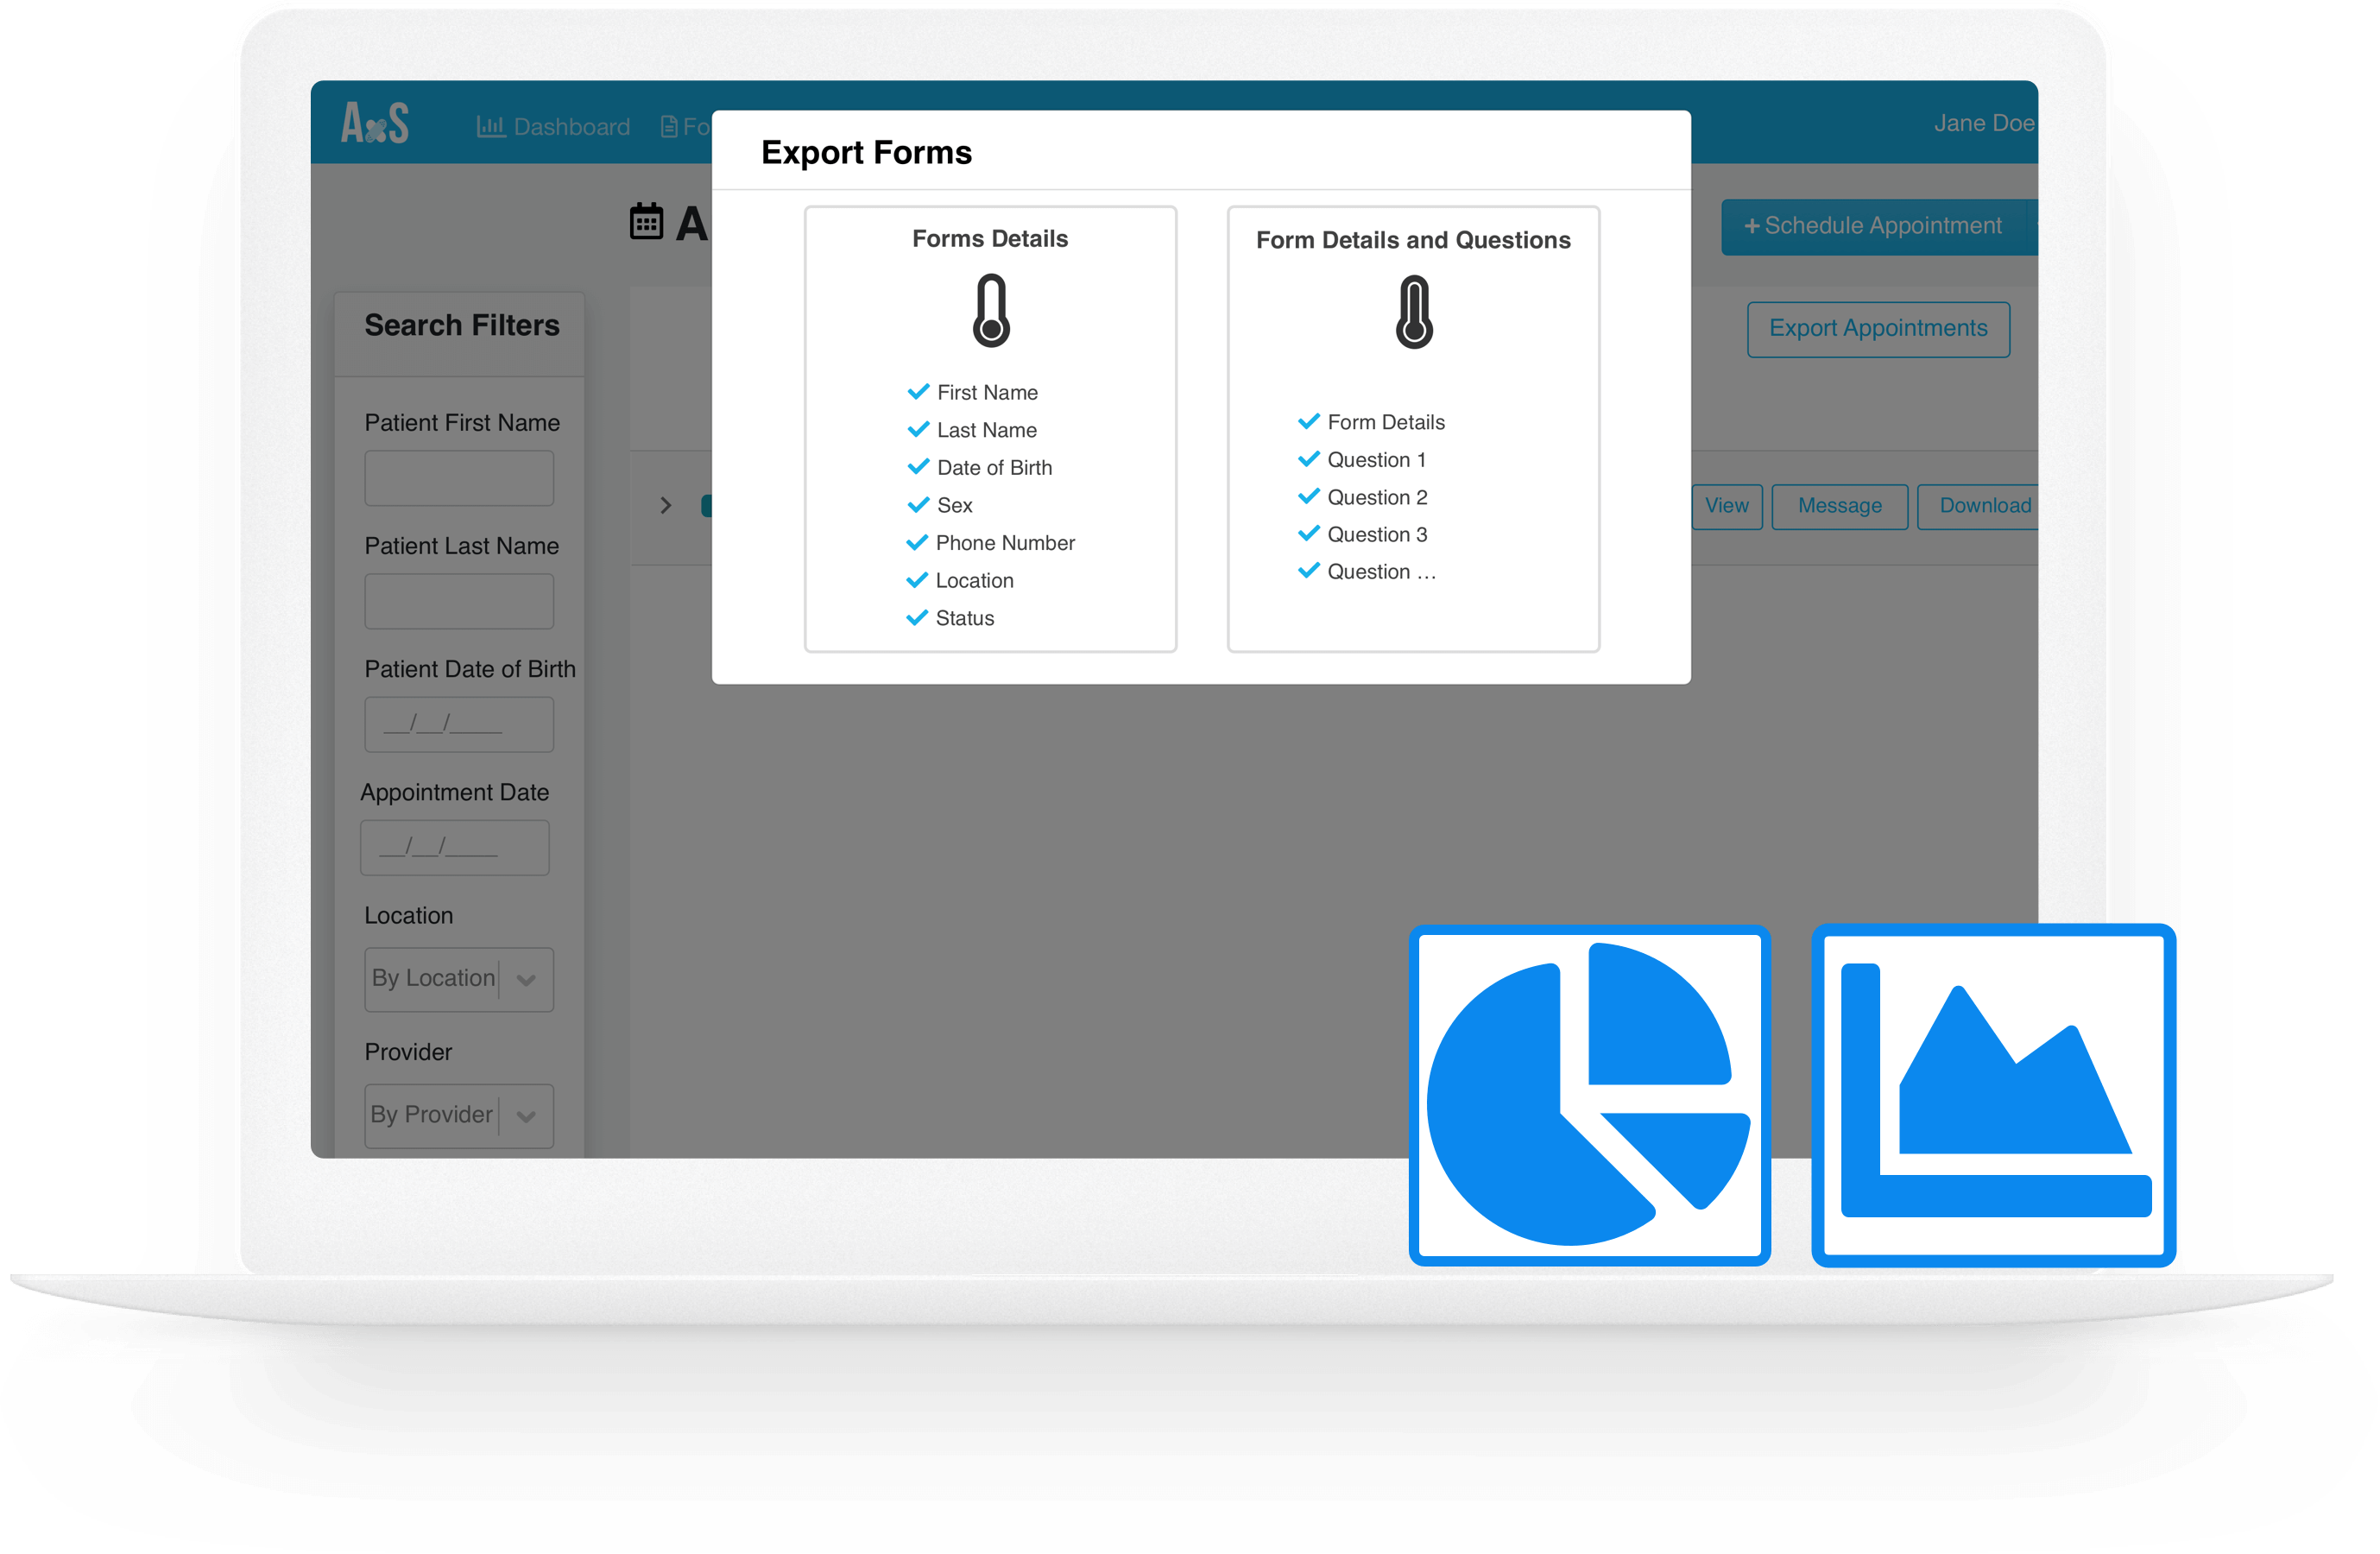 AxS
Dashboard
Fo
Jane Doe
Export Forms
A
+ Schedule Appointment
Export Appointments
Forms Details
First Name
Last Name
Date of Birth
Sex
Phone Number
Location
Status
Form Details and Questions
Form Details
Question 1
Question 2
Question 3
Question ...
View
Message
Download
Search Filters
Patient First Name
Patient Last Name
Patient Date of Birth
__/__/____
Appointment Date
__/__/____
Location
By Location
Provider
By Provider